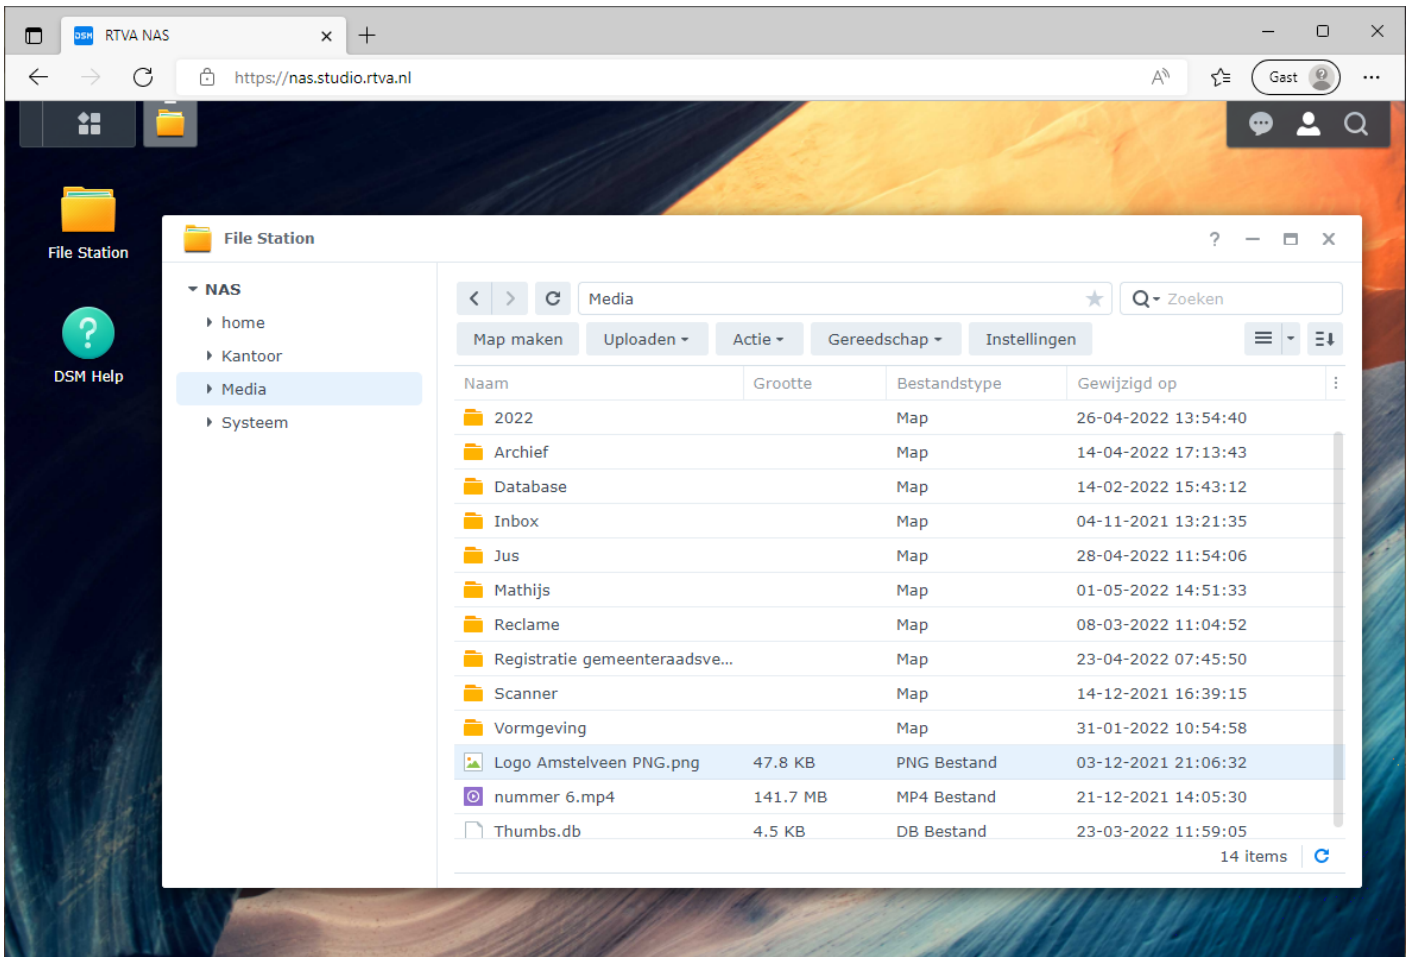 DSM RTVA NAS
https://nas.studio.rtva.nl
Gast
File Station
DSM Help
File Station
NAS
home
Kantoor
Media
Systeem
Media
Zoeken
Map maken Uploaden Actie Gereedschap Instellingen
Naam Grootte Bestandstype Gewijzigd op
2022 Map 26-04-2022 13:54:40
Archief Map 14-04-2022 17:13:43
Database Map 14-02-2022 15:43:12
Inbox Map 04-11-2021 13:21:35
Jus Map 28-04-2022 11:54:06
Mathijs Map 01-05-2022 14:51:33
Reclame Map 08-03-2022 11:04:52
Registratie gemeenteraadsve... Map 23-04-2022 07:45:50
Scanner Map 14-12-2021 16:39:15
Vormgeving Map 31-01-2022 10:54:58
Logo Amstelveen PNG.png 47.8 KB PNG Bestand 03-12-2021 21:06:32
nummer 6.mp4 141.7 MB MP4 Bestand 21-12-2021 14:05:30
Thumbs.db 4.5 KB DB Bestand 23-03-2022 11:59:05
14 items